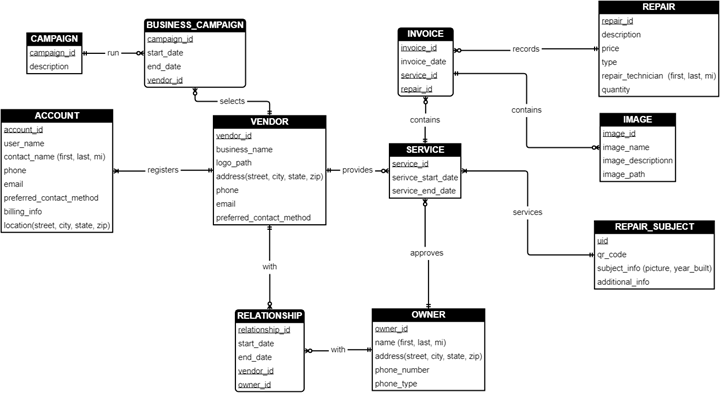 CAMPAIGN
campaign_id
description
run
BUSINESS_CAMPAIGN
campaign_id
start_date
end_date
vendor_id
selects
INVOICE
invoice_id
invoice_date
service_id
repair_id
records
REPAIR
repair_id
description
price
type
repair_technician (first, last, mi)
quantity
contains
contains
IMAGE
image_id
image_name
image_descriptionn
image_path
ACCOUNT
account_id
user_name
contact_name (first, last, mi)
phone
email
preferred_contact_method
billing_info
location(street, city, state, zip)
registers
VENDOR
vendor_id
business_name
logo_path
address(street, city, state, zip)
phone
email
preferred_contact_method
provides
SERVICE
service_id
serivce_start_date
service_end_date
services
REPAIR_SUBJECT
uid
qr_code
subject_info (picture, year_built)
additional_info
approves
with
RELATIONSHIP
relationship_id
start_date
end_date
vendor_id
owner_id
with
OWNER
owner_id
name (first, last, mi)
address(street, city, state, zip)
phone_number
phone_type